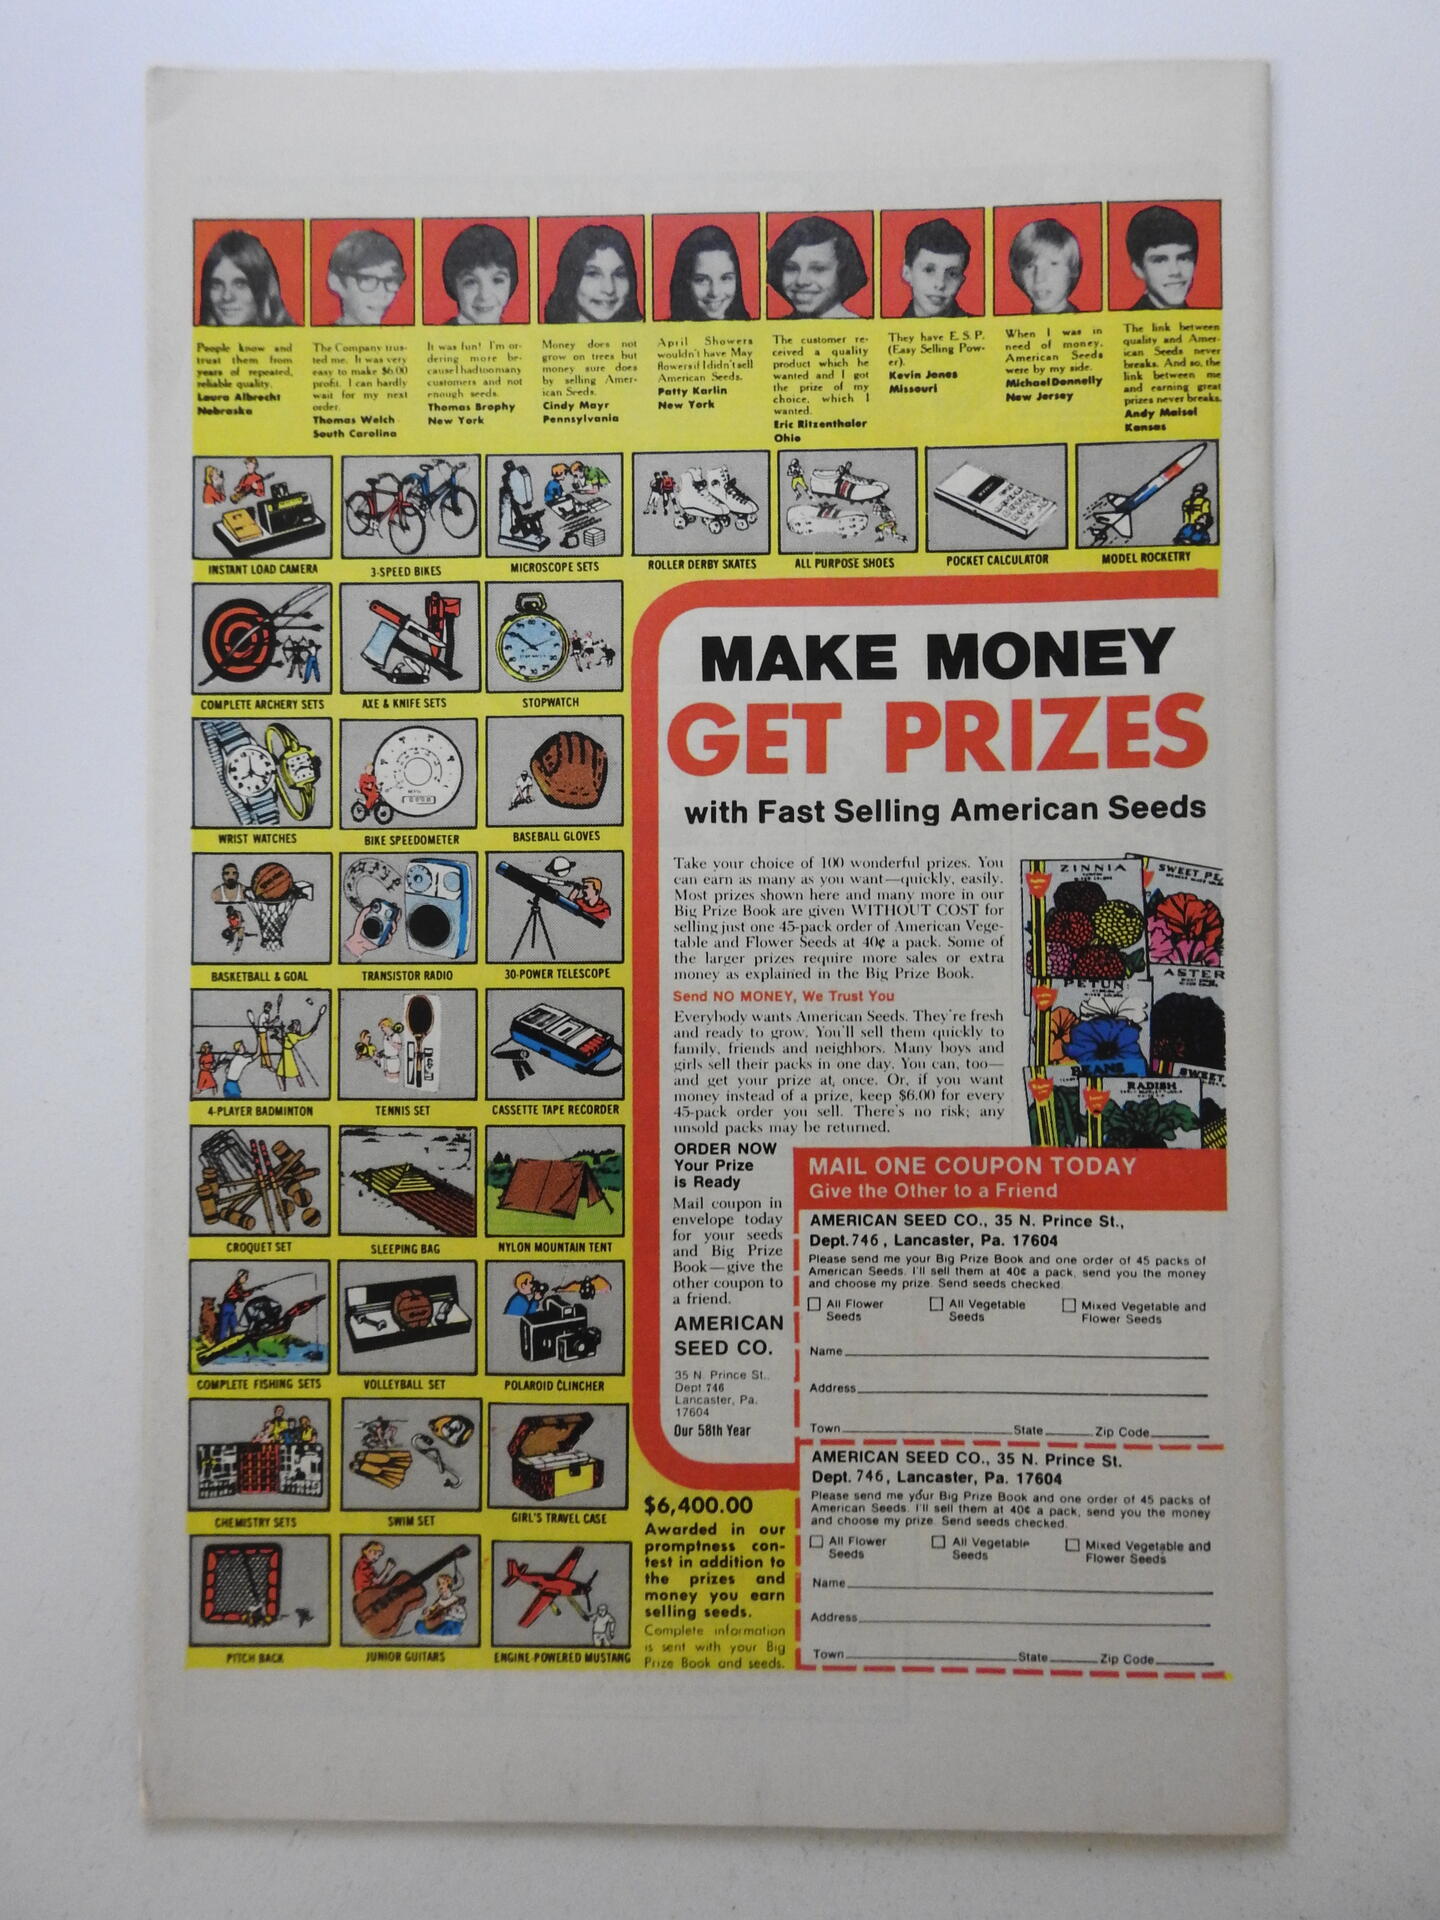 People know and
trust them from
years of repeated,
reliable quality.
Laura Albrecht
Nebraska
The Company trus-
ted me. It was very
easy to make $6.00
profit. I can hardly
wait for my next
order.
Thomas Welch
South Carolina
It was fun! I'm or-
dering more be-
cause I had too many
customers and not
enough seeds.
Thomas Brophy
New York
Money does not
grow on trees but
money sure does
by selling Amer-
ican Seeds.
Cindy Mayr
Pennsylvania
April Showers
wouldn't have May
flowers if I didn't sell
American Seeds.
Patty Karlin
New York
The customer re-
ceived a quality
product which he
wanted and I got
the prize of my
choice, which I
wanted.
Eric Ritzenthaler
Ohio
They have E.S.P.
(Easy Selling Pow-
er).
Kevin Jones
Missouri
When I was in
need of money,
American Seeds
were by my side.
Michael Donnelly
New Jersey
The link between
quality and Amer-
ican Seeds never
breaks. And so, the
link between me
and earning great
prizes never breaks.
Andy Maisel
Kansas
INSTANT LOAD CAMERA
3-SPEED BIKES
MICROSCOPE SETS
ROLLER DERBY SKATES
ALL PURPOSE SHOES
POCKET CALCULATOR
MODEL ROCKETRY
COMPLETE ARCHERY SETS
AXE & KNIFE SETS
STOPWATCH
WRIST WATCHES
BIKE SPEEDOMETER
BASEBALL GLOVES
BASKETBALL & GOAL
TRANSISTOR RADIO
30-POWER TELESCOPE
4-PLAYER BADMINTON
TENNIS SET
CASSETTE TAPE RECORDER
CROQUET SET
SLEEPING BAG
NYLON MOUNTAIN TENT
COMPLETE FISHING SETS
VOLLEYBALL SET
POLAROID CLINCHER
CHEMISTRY SETS
SWIM SET
GIRL'S TRAVEL CASE
PITCH BACK
JUNIOR GUITARS
ENGINE-POWERED MUSTANG
MAKE MONEY
GET PRIZES
with Fast Selling American Seeds
Take your choice of 100 wonderful prizes. You
can earn as many as you want—quickly, easily.
Most prizes shown here and many more in our
Big Prize Book are given WITHOUT COST for
selling just one 45-pack order of American Vege-
table and Flower Seeds at 40¢ a pack. Some of
the larger prizes require more sales or extra
money as explained in the Big Prize Book.
Send NO MONEY, We Trust You
Everybody wants American Seeds. They're fresh
and ready to grow. You'll sell them quickly to
family, friends and neighbors. Many boys and
girls sell their packs in one day. You can, too—
and get your prize at once. Or, if you want
money instead of a prize, keep $6.00 for every
45-pack order you sell. There's no risk; any
unsold packs may be returned.
ZINNIA
SWEET PE
ASTER
PETUN
BEANS
RADISH
SWEET
ORDER NOW
Your Prize
is Ready
Mail coupon in
envelope today
for your seeds
and Big Prize
Book—give the
other coupon to
a friend.
AMERICAN
SEED CO.
35 N. Prince St.,
Dept 746
Lancaster, Pa.
17604
Our 58th Year
MAIL ONE COUPON TODAY
Give the Other to a Friend
AMERICAN SEED CO., 35 N. Prince St.,
Dept. 746, Lancaster, Pa. 17604
Please send me your Big Prize Book and one order of 45 packs of
American Seeds. I'll sell them at 40¢ a pack, send you the money
and choose my prize. Send seeds checked.
All Flower Seeds
All Vegetable Seeds
Mixed Vegetable and Flower Seeds
Name
Address
Town State Zip Code
AMERICAN SEED CO., 35 N. Prince St.
Dept. 746, Lancaster, Pa. 17604
Please send me your Big Prize Book and one order of 45 packs of
American Seeds. I'll sell them at 40¢ a pack, send you the money
and choose my prize. Send seeds checked.
All Flower Seeds
All Vegetable Seeds
Mixed Vegetable and Flower Seeds
Name
Address
Town State Zip Code
$6,400.00
Awarded in our
promptness con-
test in addition to
the prizes and
money you earn
selling seeds.
Complete information
is sent with your Big
Prize Book and seeds.